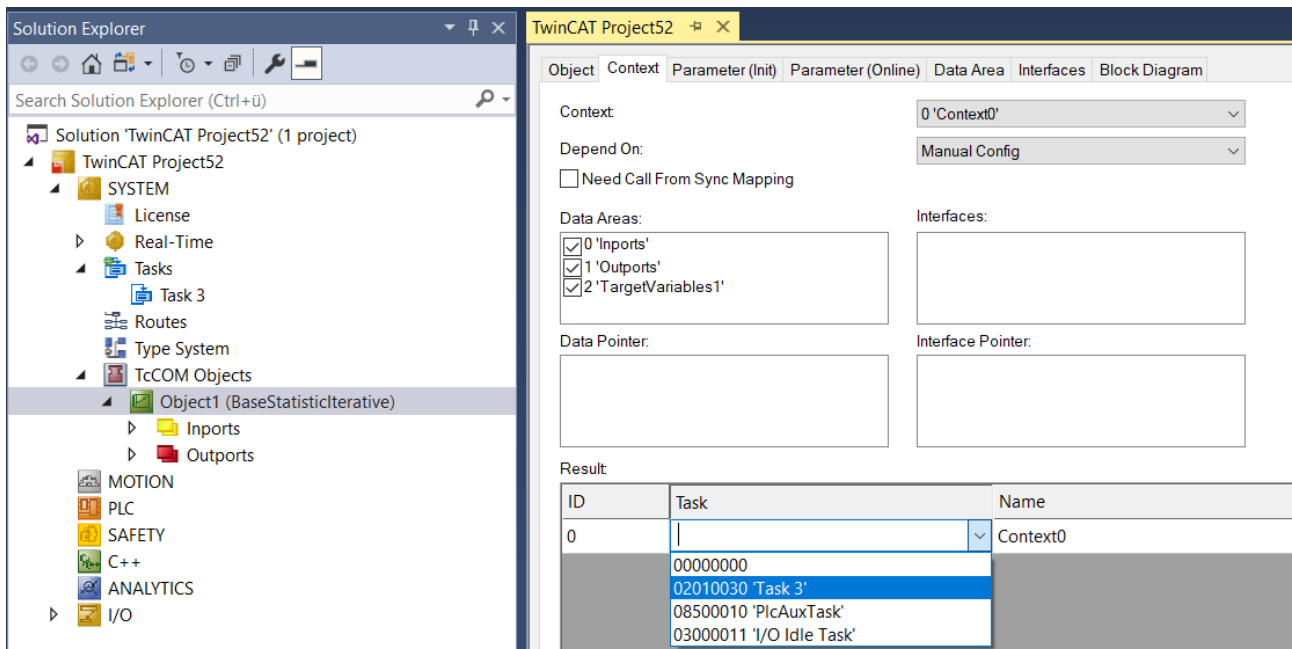 Solution Explorer
Search Solution Explorer (Ctrl+ü)
Solution 'TwinCAT Project52' (1 project)
TwinCAT Project52
SYSTEM
License
Real-Time
Tasks
Task 3
Routes
Type System
TcCOM Objects
Object1 (BaseStatisticIterative)
Inports
Outports
MOTION
PLC
SAFETY
C++
ANALYTICS
I/O
TwinCAT Project52
Object Context Parameter (Init) Parameter (Online) Data Area Interfaces Block Diagram
Context: 0 'Context0'
Depend On: Manual Config
Need Call From Sync Mapping
Data Areas: Interfaces:
0 'Inports'
1 'Outports'
2 'TargetVariables1'
Data Pointer: Interface Pointer:
Result:
ID Task Name
0 Context0
00000000
02010030 'Task 3'
08500010 'PlcAuxTask'
03000011 'I/O Idle Task'